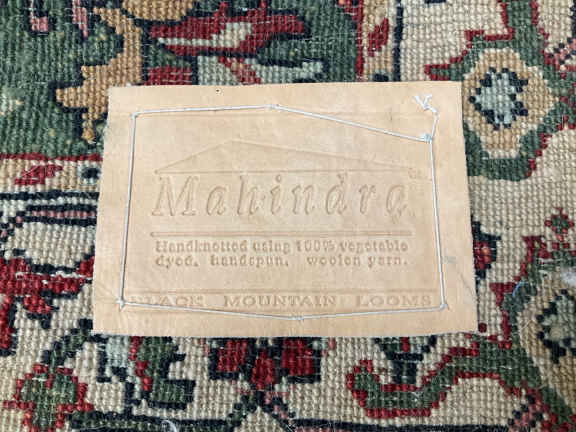 Mahindra
Handknotted using 100% vegetable
dyed, handspun, woolen yarn.
BLACK MOUNTAIN LOOMS